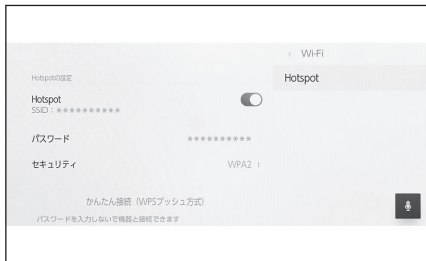 Wi-Fi
Hotspotの設定
Hotspot
Hotspot
SSID：＊＊＊＊＊＊＊＊＊＊
パスワード ＊＊＊＊＊＊＊＊＊＊
セキュリティ WPA2
かんたん接続（WPSプッシュ方式）
パスワードを入力しないで機器と接続できます